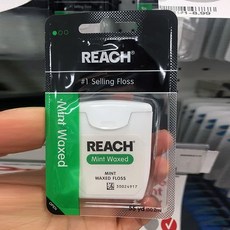 REACH®
#1 Selling Floss
Mint Waxed
REACH®
Mint Waxed
MINT
WAXED FLOSS